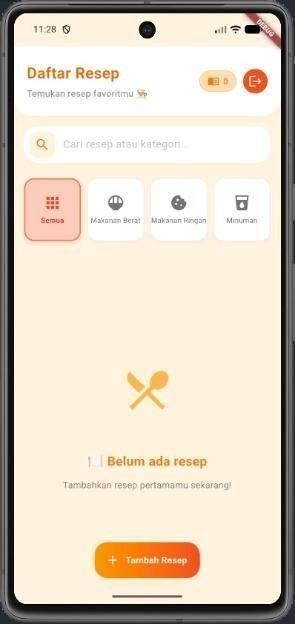 11:28
DEBUG
Daftar Resep
Temukan resep favoritmu
0
Cari resep atau kategori...
Semua
Makanan Berat
Makanan Ringan
Minuman
Belum ada resep
Tambahkan resep pertamamu sekarang!
+ Tambah Resep